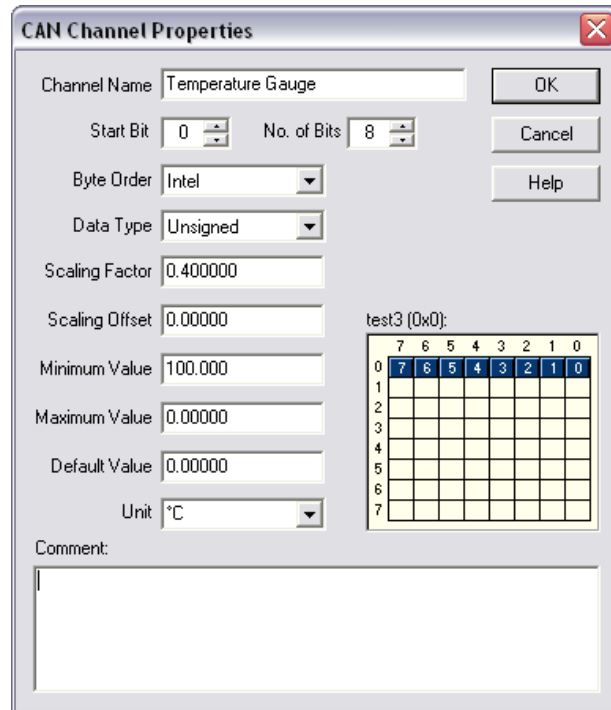 CAN Channel Properties
Channel Name Temperature Gauge OK
Start Bit 0 No. of Bits 8 Cancel
Byte Order Intel Help
Data Type Unsigned
Scaling Factor 0.400000
Scaling Offset 0.00000 test3 (0x0):
7 6 5 4 3 2 1 0
Minimum Value 100.000 0 7 6 5 4 3 2 1 0
1
2
Maximum Value 0.00000 3
4
Default Value 0.00000 5
6
Unit °C 7
Comment: